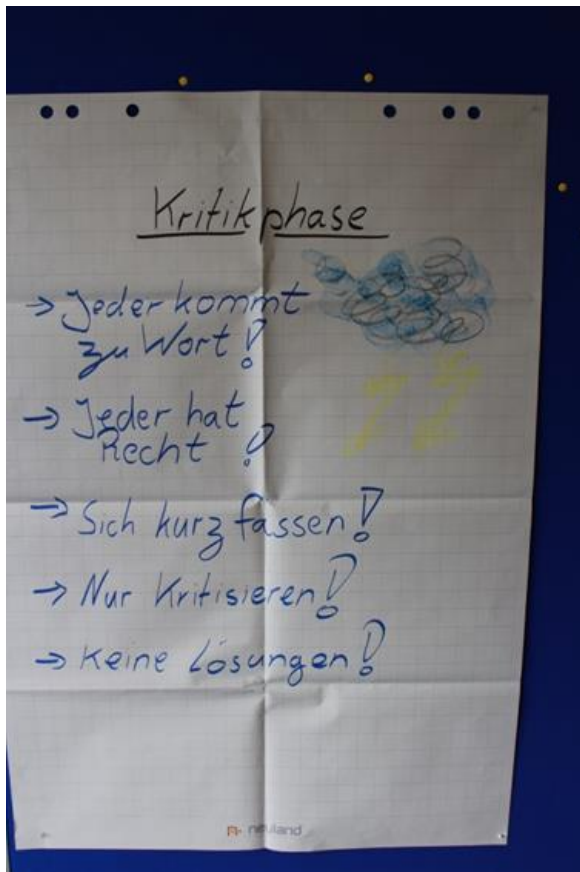 Kritikphase
→ Jeder kommt
zu Wort!
→ Jeder hat
Recht!
→ Sich kurz fassen!
→ Nur Kritisieren!
→ Keine Lösungen!
neuland